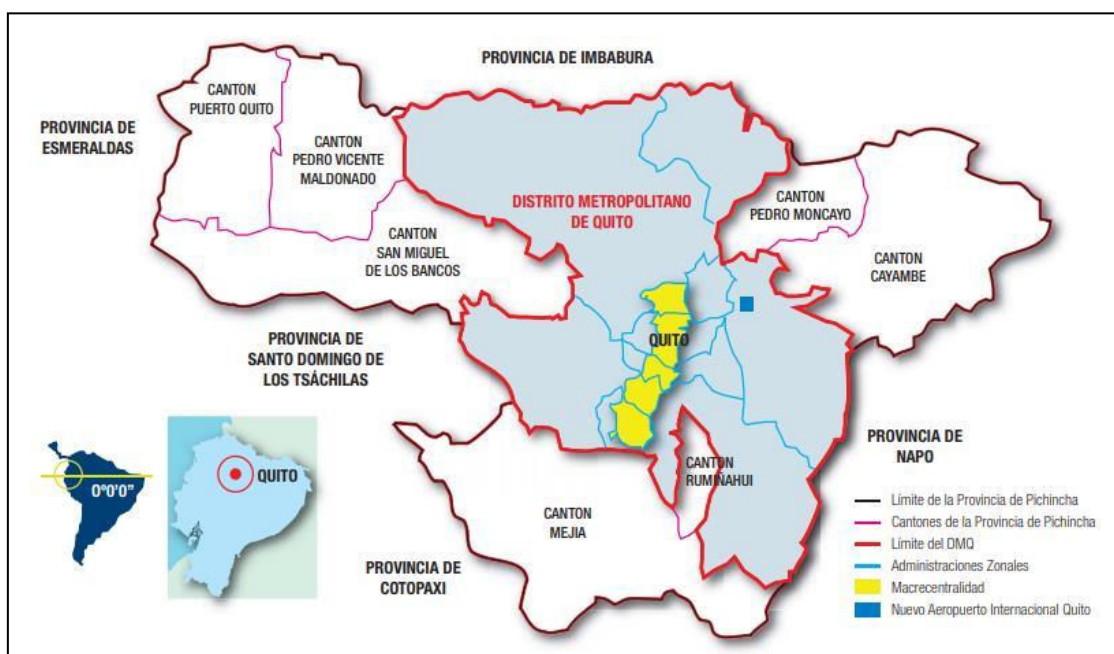 PROVINCIA DE IMBABURA
CANTON
PUERTO QUITO
PROVINCIA DE
ESMERALDAS
CANTON
PEDRO VICENTE
MALDONADO
DISTRITO METROPOLITANO
DE QUITO
CANTON
PEDRO MONCAYO
CANTON
SAN MIGUEL
DE LOS BANCOS
CANTON
CAYAMBE
PROVINCIA DE
SANTO DOMINGO DE
LOS TSÁCHILAS
QUITO
PROVINCIA DE
NAPO
CANTON
RUMIÑAHUI
CANTON
MEJIA
PROVINCIA DE
COTOPAXI
0º0'0"
QUITO
Límite de la Provincia de Pichincha
Cantones de la Provincia de Pichincha
Límite del DMQ
Administraciones Zonales
Macrecentralidad
Nuevo Aeropuerto Internacional Quito